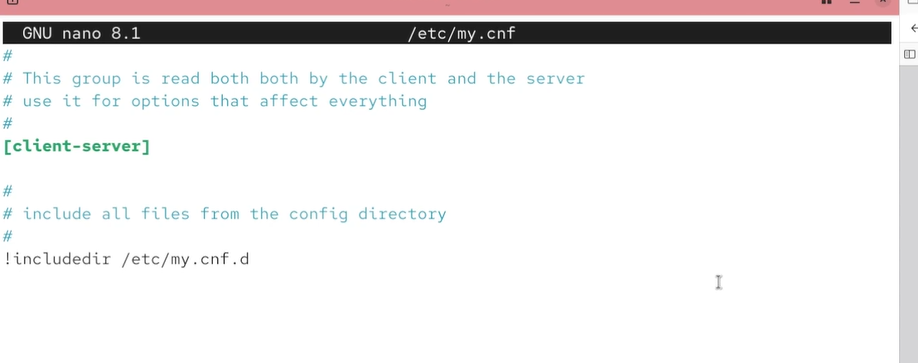 GNU nano 8.1 /etc/my.cnf
#
# This group is read both both by the client and the server
# use it for options that affect everything
#
[client-server]
#
# include all files from the config directory
#
!includedir /etc/my.cnf.d